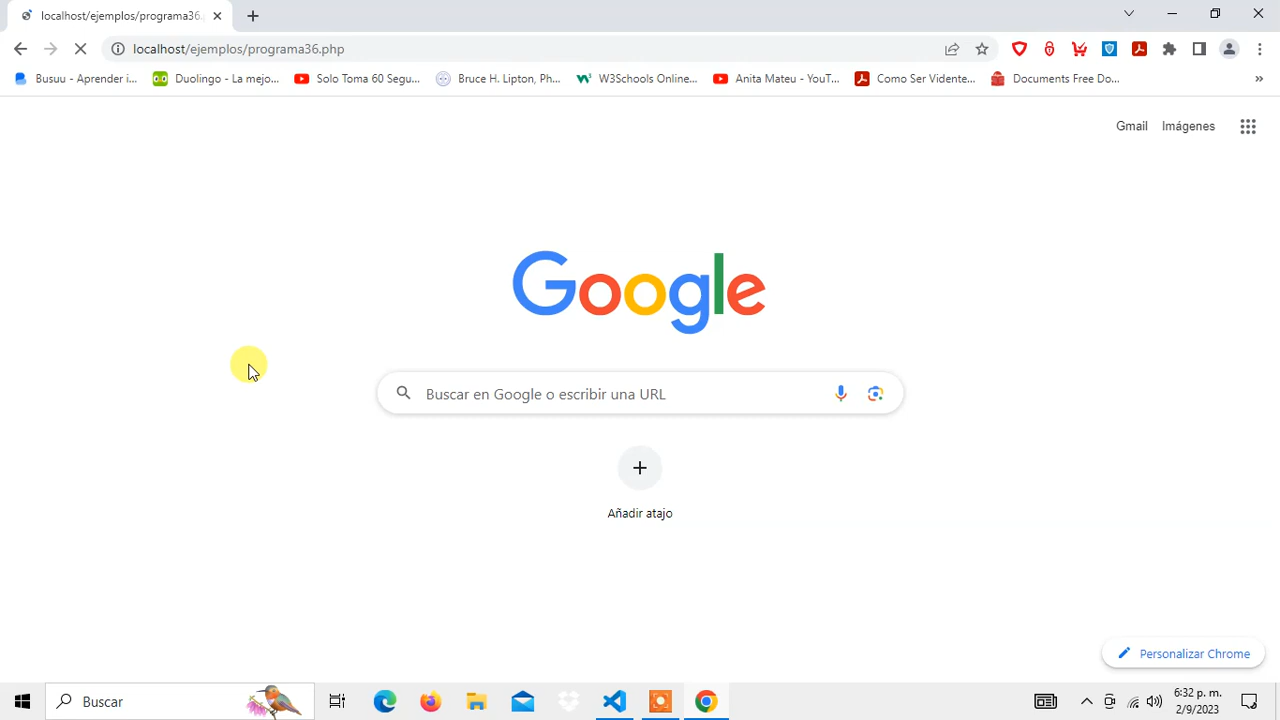 localhost/ejemplos/programa36.
localhost/ejemplos/programa36.php
Busuu - Aprender i...
Duolingo - La mejo...
Solo Toma 60 Segu...
Bruce H. Lipton, Ph...
W3Schools Online...
Anita Mateu - YouT...
Como Ser Vidente...
Documents Free Do...
»
Gmail
Imágenes
Google
Buscar en Google o escribir una URL
Añadir atajo
Personalizar Chrome
Buscar
6:32 p. m.
2/9/2023